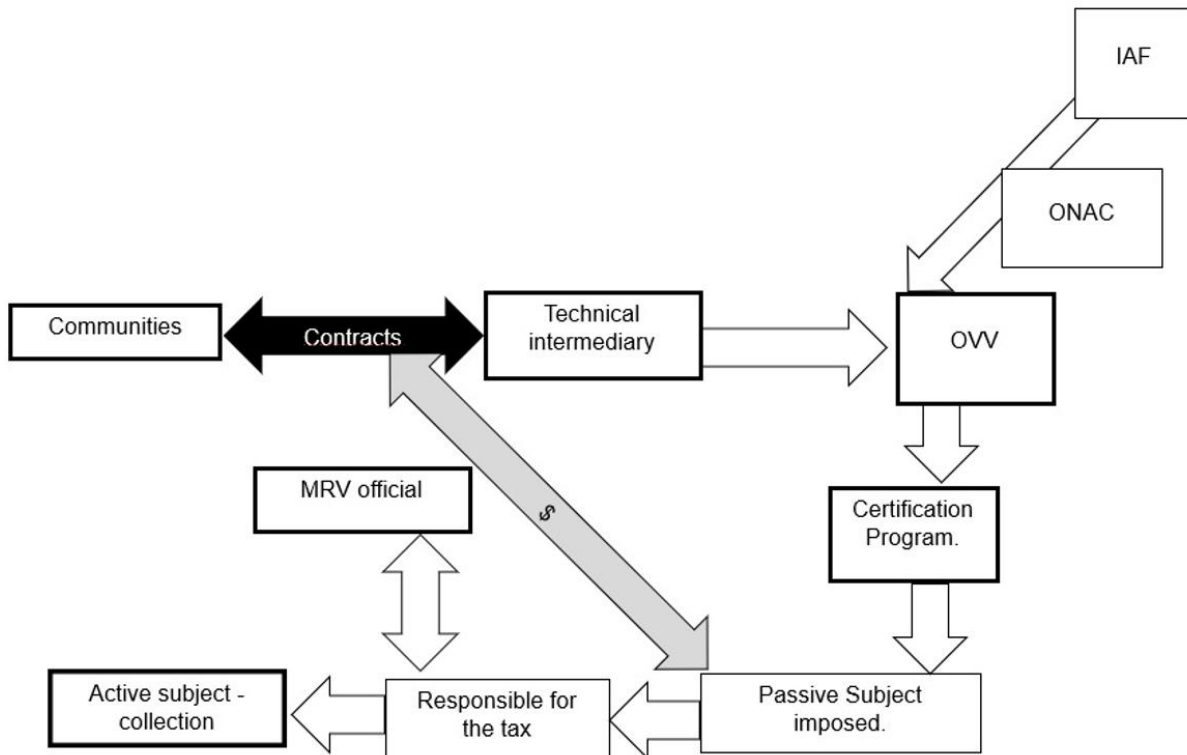 IAF
ONAC
Communities
Contracts
Technical
intermediary
OVV
MRV official
$
Certification
Program.
Active subject -
collection
Responsible for
the tax
Passive Subject
imposed.